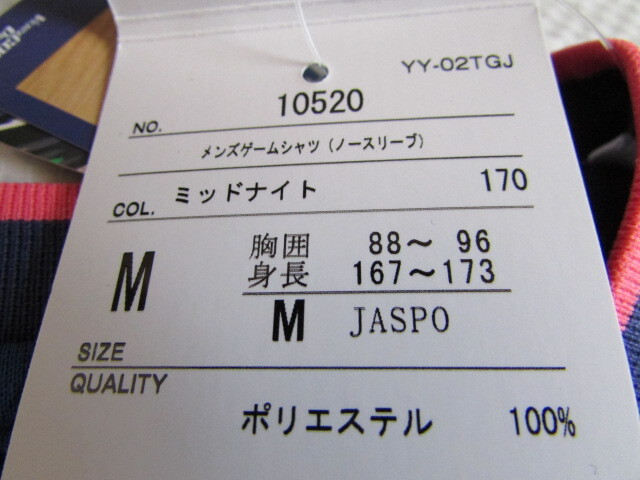 YY-02TGJ
NO. 10520
メンズゲームシャツ (ノースリーブ)
COL. ミッドナイト 170
胸囲 88～ 96
身長 167～173
SIZE M M JASPO
QUALITY
ポリエステル 100%